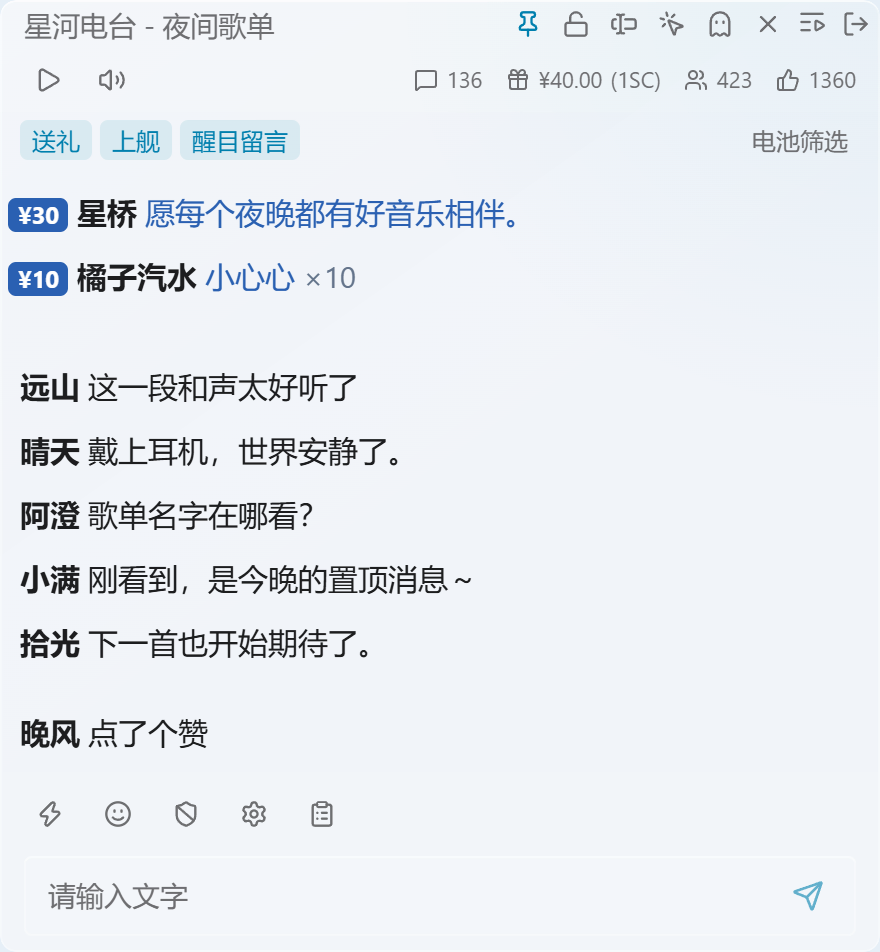 星河电台 - 夜间歌单
136 ¥40.00 (1SC) 423 1360
送礼 上舰 醒目留言 电池筛选
¥30 星桥 愿每个夜晚都有好音乐相伴。
¥10 橘子汽水 小心心 ×10
远山 这一段和声太好听了
晴天 戴上耳机，世界安静了。
阿澄 歌单名字在哪看？
小满 刚看到，是今晚的置顶消息～
拾光 下一首也开始期待了。
晚风 点了个赞
请输入文字